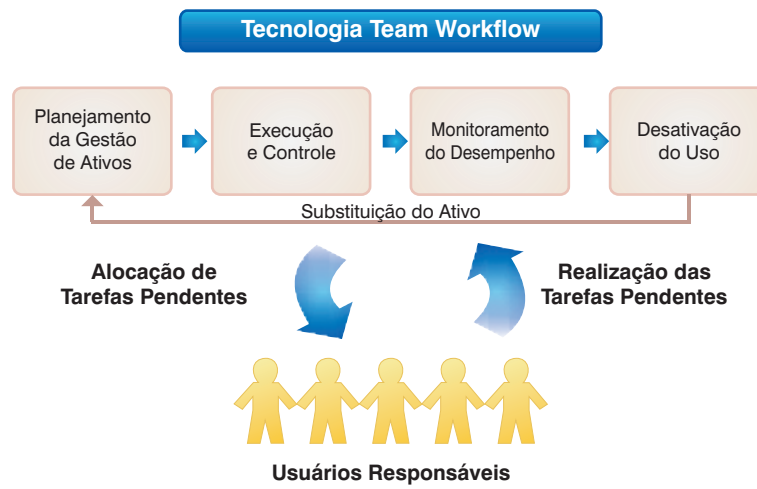 Tecnologia Team Workflow
Planejamento
da Gestão
de Ativos
Execução
e Controle
Monitoramento
do Desempenho
Desativação
do Uso
Substituição do Ativo
Alocação de
Tarefas Pendentes
Realização das
Tarefas Pendentes
Usuários Responsáveis